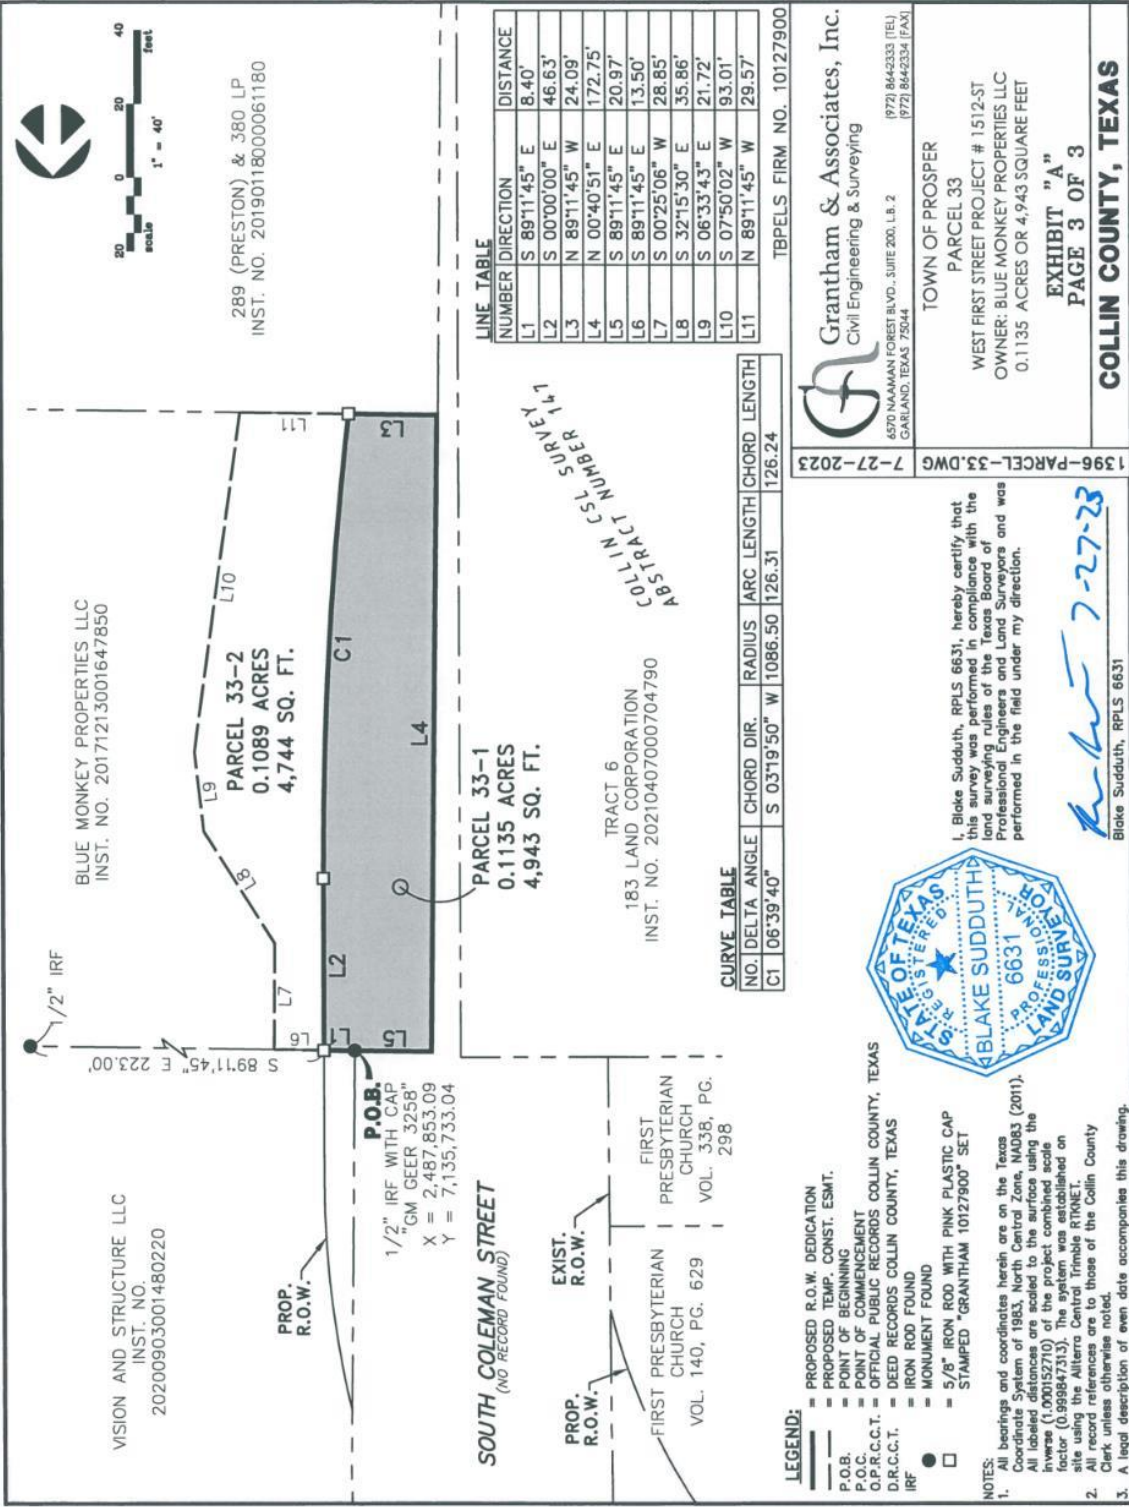 VISION AND STRUCTURE LLC
INST. NO.
20200903001480220
1/2" IRF
S 89°11'45" E 223.00'
BLUE MONKEY PROPERTIES LLC
INST. NO. 20171213001647850
20 0 20 40
scale 1" = 40' feet
289 (PRESTON) & 380 LP
INST. NO. 20190118000061180
PROP.
R.O.W.
L6
L7
L8
L9
L10
L11
PARCEL 33-2
0.1089 ACRES
4,744 SQ. FT.
L1
L2
C1
L3
L4
L5
P.O.B.
1/2" IRF WITH CAP
"GM GEER 3258"
X = 2,487,853.09
Y = 7,135,733.04
SOUTH COLEMAN STREET
(NO RECORD FOUND)
PARCEL 33-1
0.1135 ACRES
4,943 SQ. FT.
EXIST.
R.O.W.
PROP.
R.O.W.
FIRST PRESBYTERIAN
CHURCH
VOL. 140, PG. 629
FIRST
PRESBYTERIAN
CHURCH
VOL. 338, PG.
298
TRACT 6
183 LAND CORPORATION
INST. NO. 20210407000704790
COLLIN CSL SURVEY
ABSTRACT NUMBER 147
LINE TABLE
NUMBER DIRECTION DISTANCE
L1 S 89°11'45" E 8.40'
L2 S 00°00'00" E 46.63'
L3 N 89°11'45" W 24.09'
L4 N 00°40'51" E 172.75'
L5 S 89°11'45" E 20.97'
L6 S 89°11'45" E 13.50'
L7 S 00°25'06" W 28.85'
L8 S 32°15'30" E 35.86'
L9 S 06°33'43" E 21.72'
L10 S 07°50'02" W 93.01'
L11 N 89°11'45" W 29.57'
TBPELS FIRM NO. 10127900
CURVE TABLE
NO. DELTA ANGLE CHORD DIR. RADIUS ARC LENGTH CHORD LENGTH
C1 06°39'40" S 03°19'50" W 1086.50 126.31 126.24
LEGEND:
= PROPOSED R.O.W. DEDICATION
= PROPOSED TEMP. CONST. ESMT.
P.O.B. = POINT OF BEGINNING
P.O.C. = POINT OF COMMENCEMENT
O.P.R.C.C.T. = OFFICIAL PUBLIC RECORDS COLLIN COUNTY, TEXAS
D.R.C.C.T. = DEED RECORDS COLLIN COUNTY, TEXAS
IRF = IRON ROD FOUND
= MONUMENT FOUND
= 5/8" IRON ROD WITH PINK PLASTIC CAP
STAMPED "GRANTHAM 10127900" SET
NOTES:
1. All bearings and coordinates herein are on the Texas
Coordinate System of 1983, North Central Zone, NAD83 (2011).
All labeled distances are scaled to the surface using the
inverse (1.000152710) of the project combined scale
factor (0.999847313). The system was established on
site using the Allterra Central Trimble RTKNET.
2. All record references are to those of the Collin County
Clerk unless otherwise noted.
3. A legal description of even date accompanies this drawing.
STATE OF TEXAS
REGISTERED
BLAKE SUDDUTH
6631
PROFESSIONAL
LAND SURVEYOR
I, Blake Sudduth, RPLS 6631, hereby certify that
this survey was performed in compliance with the
land surveying rules of the Texas Board of
Professional Engineers and Land Surveyors and was
performed in the field under my direction.
7-27-23
Blake Sudduth, RPLS 6631
7-27-2023
1396-PARCEL-33.DWG
Grantham & Associates, Inc.
Civil Engineering & Surveying
6570 NAAMAN FOREST BLVD., SUITE 200, L.B. 2 (972) 864-2333 (TEL)
GARLAND, TEXAS 75044 (972) 864-2334 (FAX)
TOWN OF PROSPER
PARCEL 33
WEST FIRST STREET PROJECT # 1512-ST
OWNER: BLUE MONKEY PROPERTIES LLC
0.1135 ACRES OR 4,943 SQUARE FEET
EXHIBIT "A"
PAGE 3 OF 3
COLLIN COUNTY, TEXAS